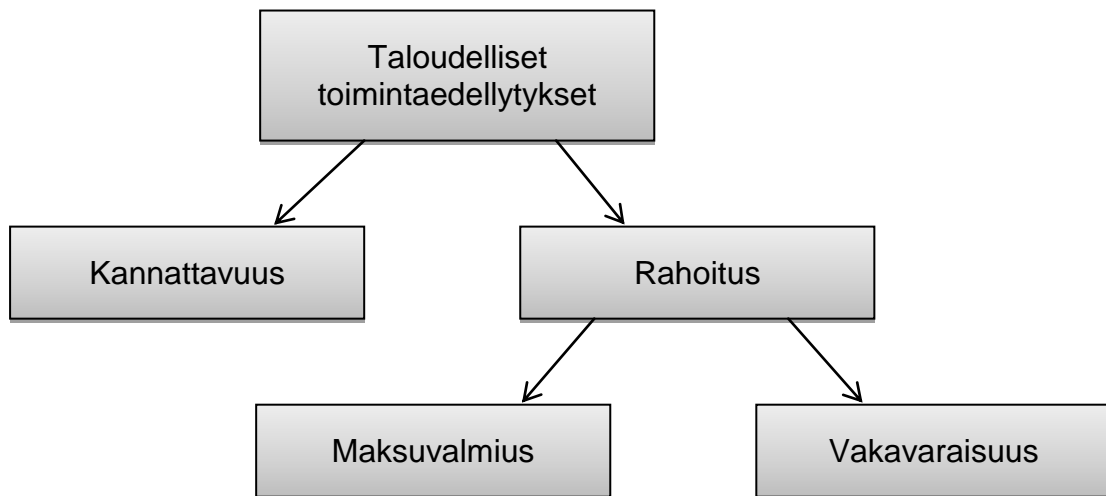 Taloudelliset
toimintaedellytykset
Kannattavuus
Rahoitus
Maksuvalmius
Vakavaraisuus